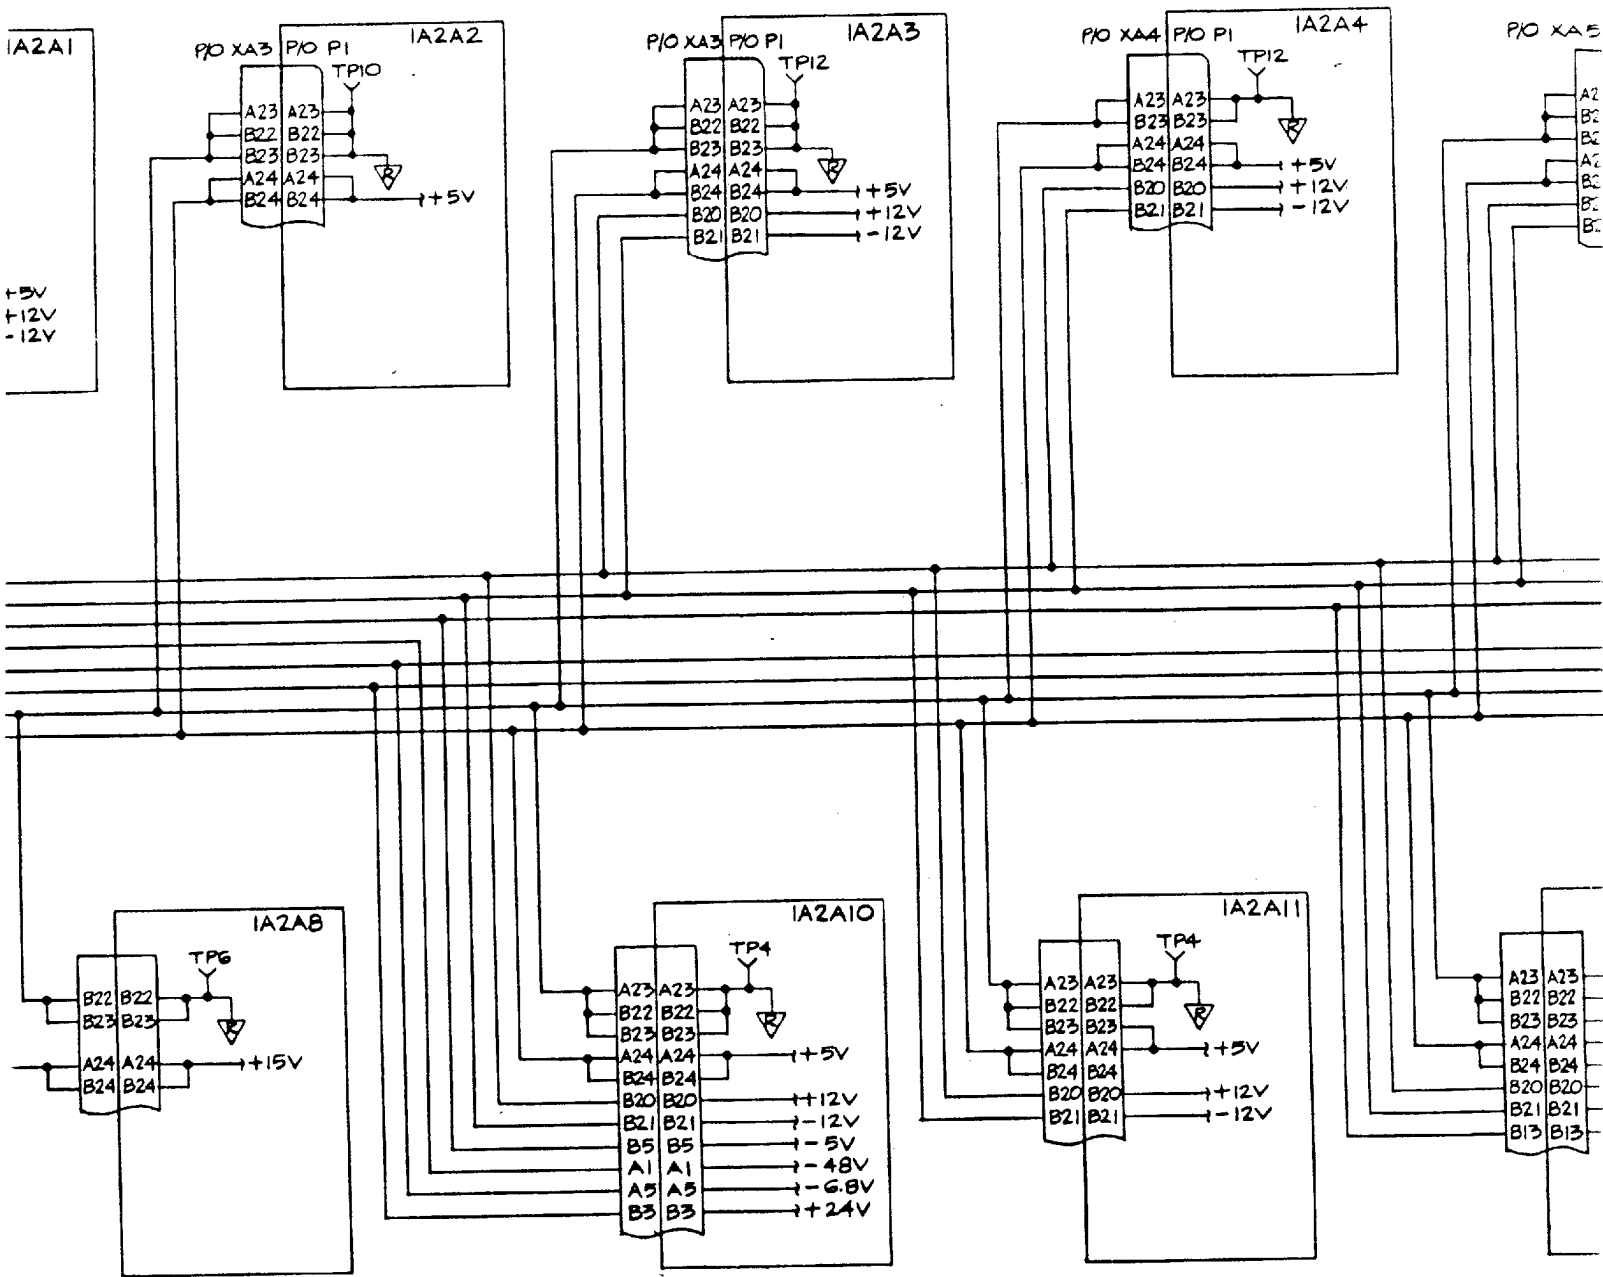 1A2A1
+5V
+12V
-12V
P/O XA3 P/O P1 1A2A2
TP10
A23 A23
B22 B22
B23 B23
R
A24 A24
B24 B24 +5V
P/O XA3 P/O P1 1A2A3
TP12
A23 A23
B22 B22
B23 B23
R
A24 A24
B24 B24 +5V
B20 B20 +12V
B21 B21 -12V
P/O XA4 P/O P1 1A2A4
TP12
A23 A23
B23 B23
R
A24 A24
B24 B24 +5V
B20 B20 +12V
B21 B21 -12V
P/O XA5
1A2A8
TP6
B22 B22
B23 B23
R
A24 A24 +15V
B24 B24
1A2A10
TP4
A23 A23
B22 B22
B23 B23
R
A24 A24 +5V
B24 B24
B20 B20 +12V
B21 B21 -12V
B5 B5 -5V
A1 A1 -48V
A5 A5 -6.8V
B3 B3 +24V
1A2A11
TP4
A23 A23
B22 B22
B23 B23
R
A24 A24 +5V
B24 B24
B20 B20 +12V
B21 B21 -12V
A23 A23
B22 B22
B23 B23
A24 A24
B24 B24
B20 B20
B21 B21
B13 B13